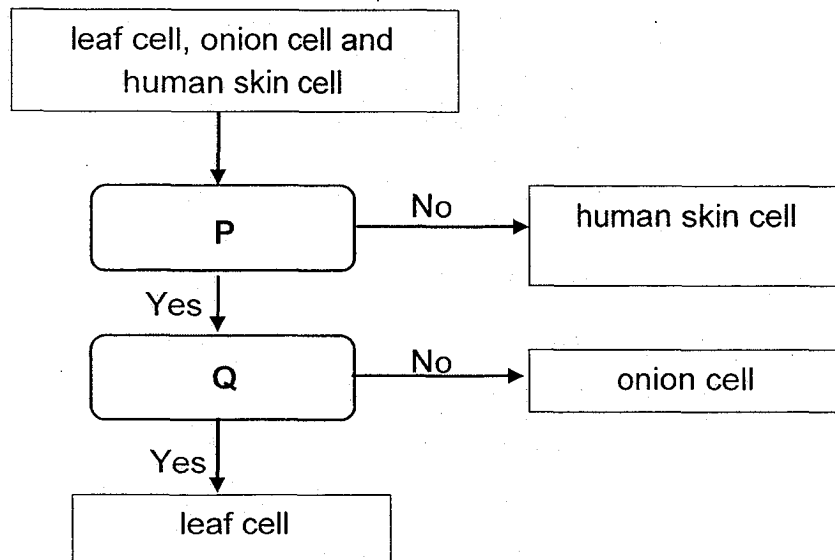 leaf cell, onion cell and
human skin cell
P
No
human skin cell
Yes
Q
No
onion cell
Yes
leaf cell